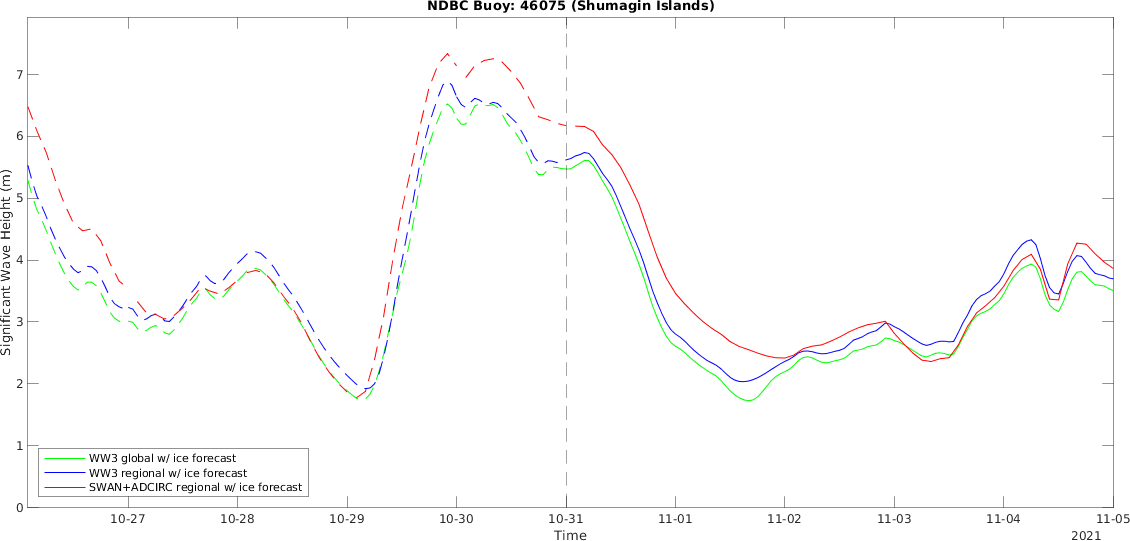 NDBC Buoy: 46075 (Shumagin Islands)
7
6
5
4
3
2
1
0
Significant Wave Height (m)
WW3 global w/ ice forecast
WW3 regional w/ ice forecast
SWAN+ADCIRC regional w/ ice forecast
10-27 10-28 10-29 10-30 10-31 11-01 11-02 11-03 11-04 11-05
Time
2021